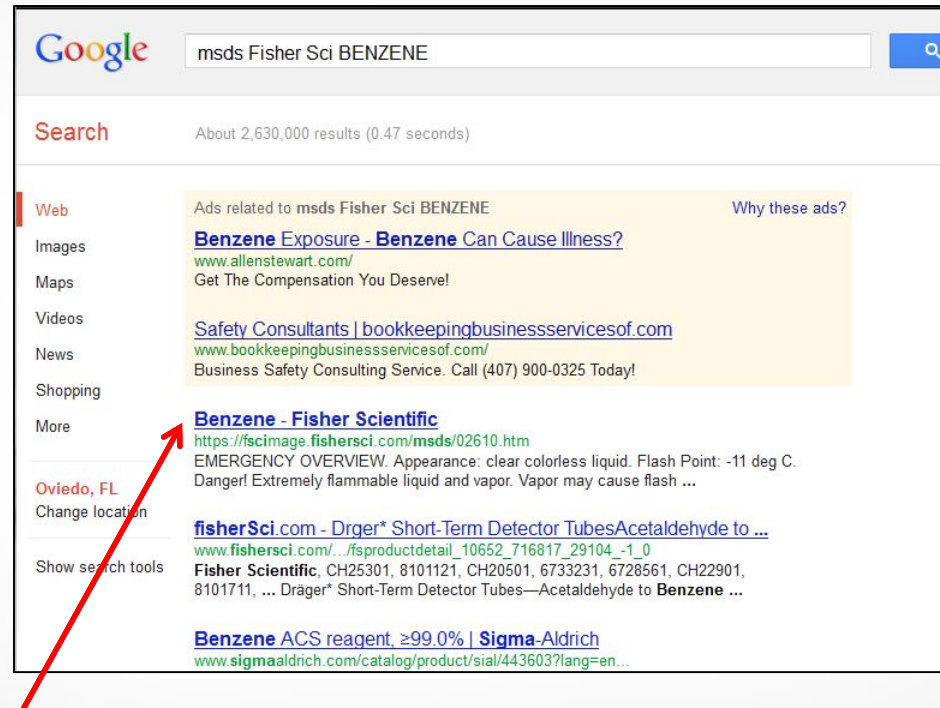 Google
msds Fisher Sci BENZENE
Search
About 2,630,000 results (0.47 seconds)
Web
Images
Maps
Videos
News
Shopping
More
Oviedo, FL
Change location
Show search tools
Ads related to msds Fisher Sci BENZENE
Why these ads?
Benzene Exposure - Benzene Can Cause Illness?
www.allenstewart.com/
Get The Compensation You Deserve!
Safety Consultants | bookkeepingbusinessservicesof.com
www.bookkeepingbusinessservicesof.com/
Business Safety Consulting Service. Call (407) 900-0325 Today!
Benzene - Fisher Scientific
https://fscimage.fishersci.com/msds/02610.htm
EMERGENCY OVERVIEW. Appearance: clear colorless liquid. Flash Point: -11 deg C.
Danger! Extremely flammable liquid and vapor. Vapor may cause flash ...
fisherSci.com - Drger* Short-Term Detector TubesAcetaldehyde to ...
www.fishersci.com/.../fsproductdetail_10652_716817_29104_-1_0
Fisher Scientific, CH25301, 8101121, CH20501, 6733231, 6728561, CH22901,
8101711, ... Dräger* Short-Term Detector Tubes—Acetaldehyde to Benzene ...
Benzene ACS reagent, ≥99.0% | Sigma-Aldrich
www.sigmaaldrich.com/catalog/product/sial/443603?lang=en...